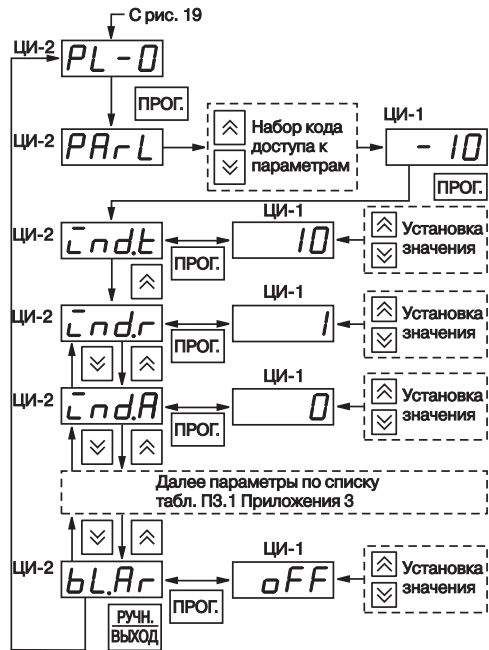 С рис. 19
ЦИ-2
PL-0
ПРОГ.
ЦИ-2
PArL
Набор кода
доступа к
параметрам
ЦИ-1
-10
ПРОГ.
ЦИ-2
ind.t
ПРОГ.
ЦИ-1
10
Установка
значения
ЦИ-2
ind.r
ПРОГ.
ЦИ-1
1
Установка
значения
ЦИ-2
ind.A
ПРОГ.
ЦИ-1
0
Установка
значения
Далее параметры по списку
табл. П3.1 Приложения 3
ЦИ-2
bL.Ar
ПРОГ.
ЦИ-1
oFF
Установка
значения
РУЧН.
ВЫХОД